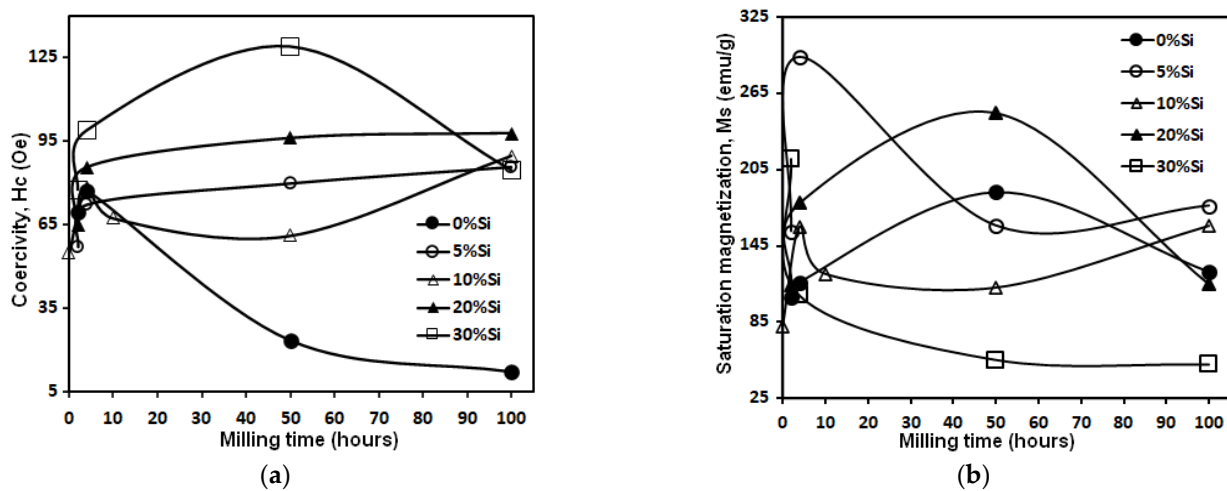 Coercivity, Hc (Oe)
125
95
65
35
5
0%Si
5%Si
10%Si
20%Si
30%Si
0 10 20 30 40 50 60 70 80 90 100
Milling time (hours)
(a)
Saturation magnetization, Ms (emu/g)
325
265
205
145
85
25
0%Si
5%Si
10%Si
20%Si
30%Si
0 10 20 30 40 50 60 70 80 90 100
Milling time (hours)
(b)